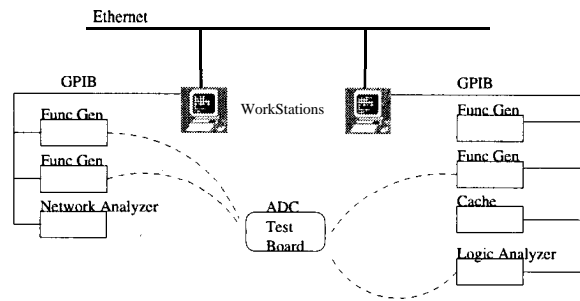 Ethernet
GPIB
GPIB
WorkStations
Func Gen
Func Gen
Func Gen
Func Gen
Network Analyzer
ADC
Test
Board
Cache
Logic Analyzer